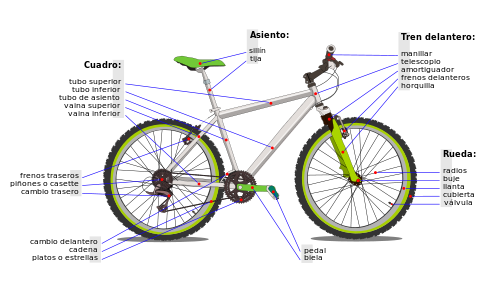 Asiento:
sillín
tija
Tren delantero:
manillar
telescopio
amortiguador
frenos delanteros
horquilla
Cuadro:
tubo superior
tubo inferior
tubo de asiento
vaina superior
vaina inferior
Rueda:
radios
buje
llanta
cubierta
válvula
frenos traseros
piñones o casette
cambio trasero
cambio delantero
cadena
platos o estrellas
pedal
biela